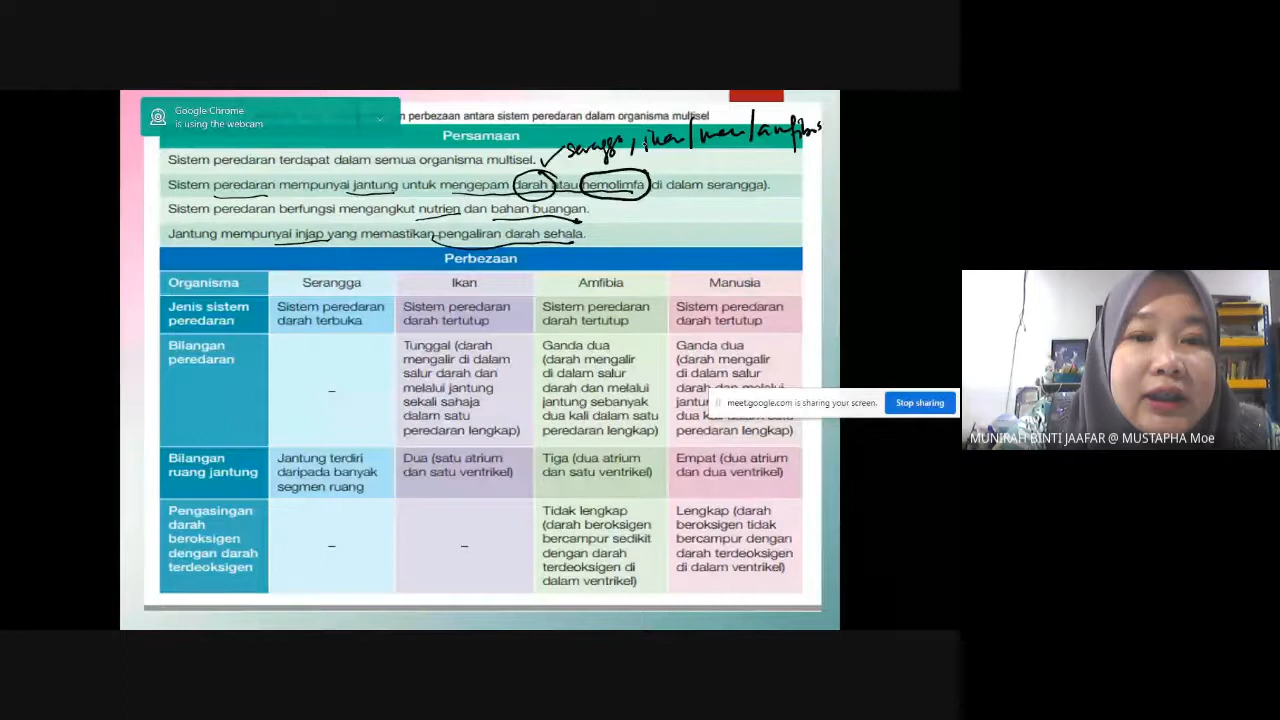 Google Chrome
is using the webcam
n perbezaan antara sistem peredaran dalam organisma multisel
Persamaan
Sistem peredaran terdapat dalam semua organisma multisel.
Sistem peredaran mempunyai jantung untuk mengepam darah atau hemolimfa (di dalam serangga).
Sistem peredaran berfungsi mengangkut nutrien dan bahan buangan.
Jantung mempunyai injap yang memastikan pengaliran darah sehala.
Perbezaan
Organisma Serangga Ikan Amfibia Manusia
Jenis sistem
peredaran
Sistem peredaran
darah terbuka
Sistem peredaran
darah tertutup
Sistem peredaran
darah tertutup
Sistem peredaran
darah tertutup
Bilangan
peredaran
–
Tunggal (darah
mengalir di dalam
salur darah dan
melalui jantung
sekali sahaja
dalam satu
peredaran lengkap)
Ganda dua
(darah mengalir
di dalam salur
darah dan melalui
jantung sebanyak
dua kali dalam satu
peredaran lengkap)
Ganda dua
(darah mengalir
di dalam salur
darah dan melalui
dua kali dalam satu
peredaran lengkap)
Bilangan
ruang jantung
Jantung terdiri
daripada banyak
segmen ruang
Dua (satu atrium
dan satu ventrikel)
Tiga (dua atrium
dan satu ventrikel)
Empat (dua atrium
dan dua ventrikel)
Pengasingan
darah
beroksigen
dengan darah
terdeoksigen
–
–
Tidak lengkap
(darah beroksigen
bercampur sedikit
dengan darah
terdeoksigen di
dalam ventrikel)
Lengkap (darah
beroksigen tidak
bercampur dengan
darah terdeoksigen
di dalam ventrikel)
meet.google.com is sharing your screen.
Stop sharing
MUNIRAH BINTI JAAFAR @ MUSTAPHA Moe